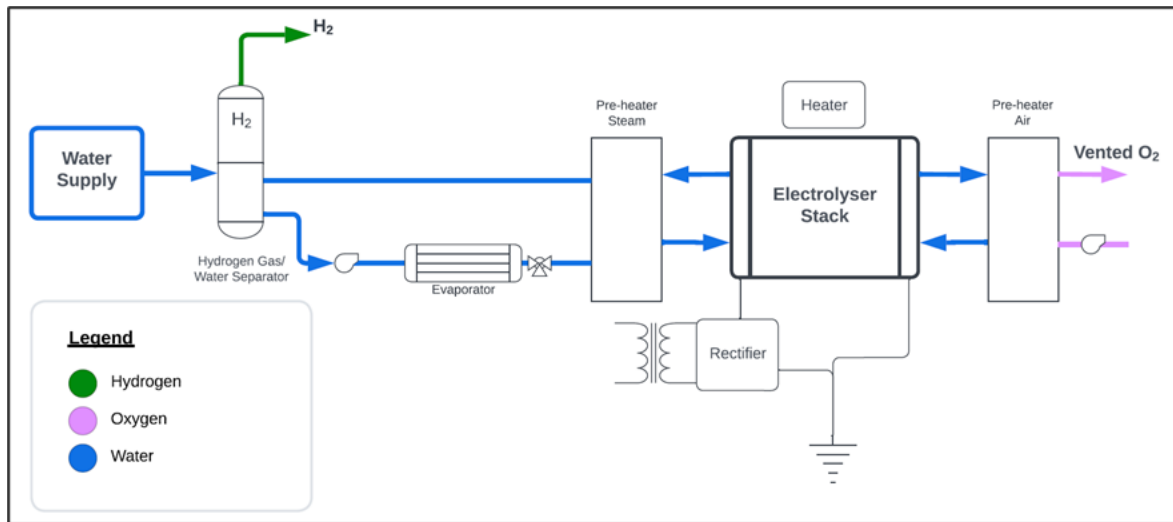 H₂
H₂
Water
Supply
Hydrogen Gas/
Water Separator
Evaporator
Pre-heater
Steam
Heater
Electrolyser
Stack
Pre-heater
Air
Vented O₂
Rectifier
Legend
Hydrogen
Oxygen
Water